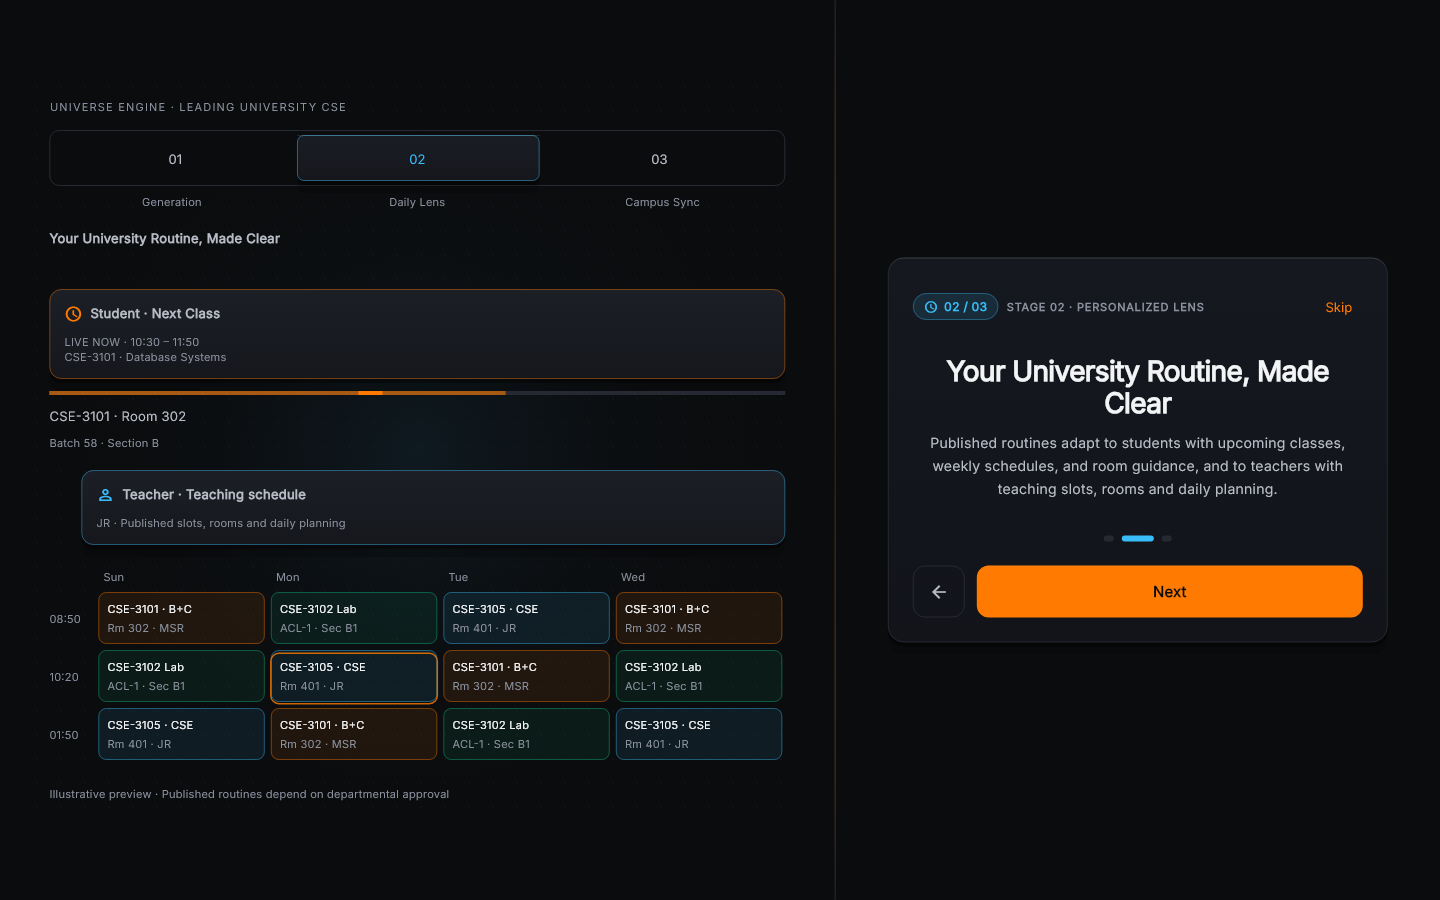 UNIVERSE ENGINE · LEADING UNIVERSITY CSE
01
02
03
Generation
Daily Lens
Campus Sync
Your University Routine, Made Clear
Student · Next Class
LIVE NOW · 10:30 – 11:50
CSE-3101 · Database Systems
CSE-3101 · Room 302
Batch 58 · Section B
Teacher · Teaching schedule
JR · Published slots, rooms and daily planning
Sun Mon Tue Wed
08:50
CSE-3101 · B+C
Rm 302 · MSR
CSE-3102 Lab
ACL-1 · Sec B1
CSE-3105 · CSE
Rm 401 · JR
CSE-3101 · B+C
Rm 302 · MSR
10:20
CSE-3102 Lab
ACL-1 · Sec B1
CSE-3105 · CSE
Rm 401 · JR
CSE-3101 · B+C
Rm 302 · MSR
CSE-3102 Lab
ACL-1 · Sec B1
01:50
CSE-3105 · CSE
Rm 401 · JR
CSE-3101 · B+C
Rm 302 · MSR
CSE-3102 Lab
ACL-1 · Sec B1
CSE-3105 · CSE
Rm 401 · JR
Illustrative preview · Published routines depend on departmental approval
02 / 03
STAGE 02 · PERSONALIZED LENS
Skip
Your University Routine, Made
Clear
Published routines adapt to students with upcoming classes,
weekly schedules, and room guidance, and to teachers with
teaching slots, rooms and daily planning.
Next